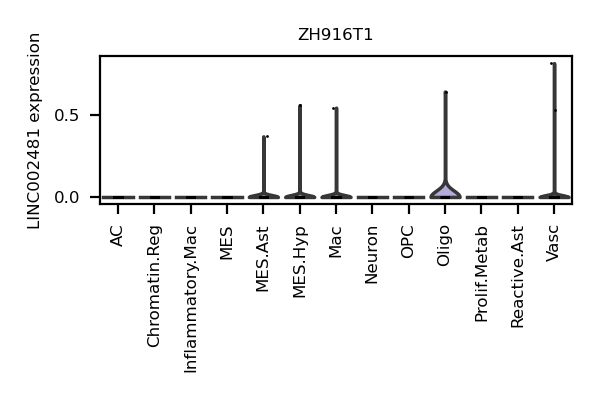 ZH916T1
LINC002481 expression
0.5
0.0
AC
Chromatin.Reg
Inflammatory.Mac
MES
MES.Ast
MES.Hyp
Mac
Neuron
OPC
Oligo
Prolif.Metab
Reactive.Ast
Vasc